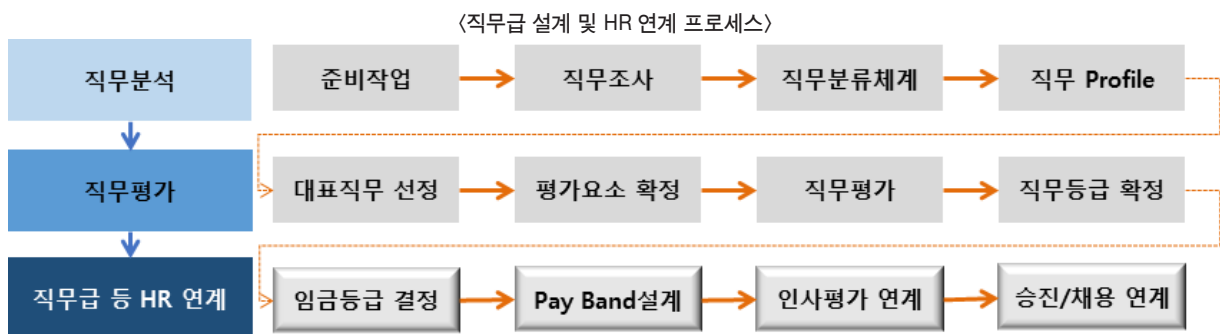 〈직무급 설계 및 HR 연계 프로세스〉
직무분석 준비작업 직무조사 직무분류체계 직무 Profile
직무평가 대표직무 선정 평가요소 확정 직무평가 직무등급 확정
직무급 등 HR 연계 임금등급 결정 Pay Band설계 인사평가 연계 승진/채용 연계